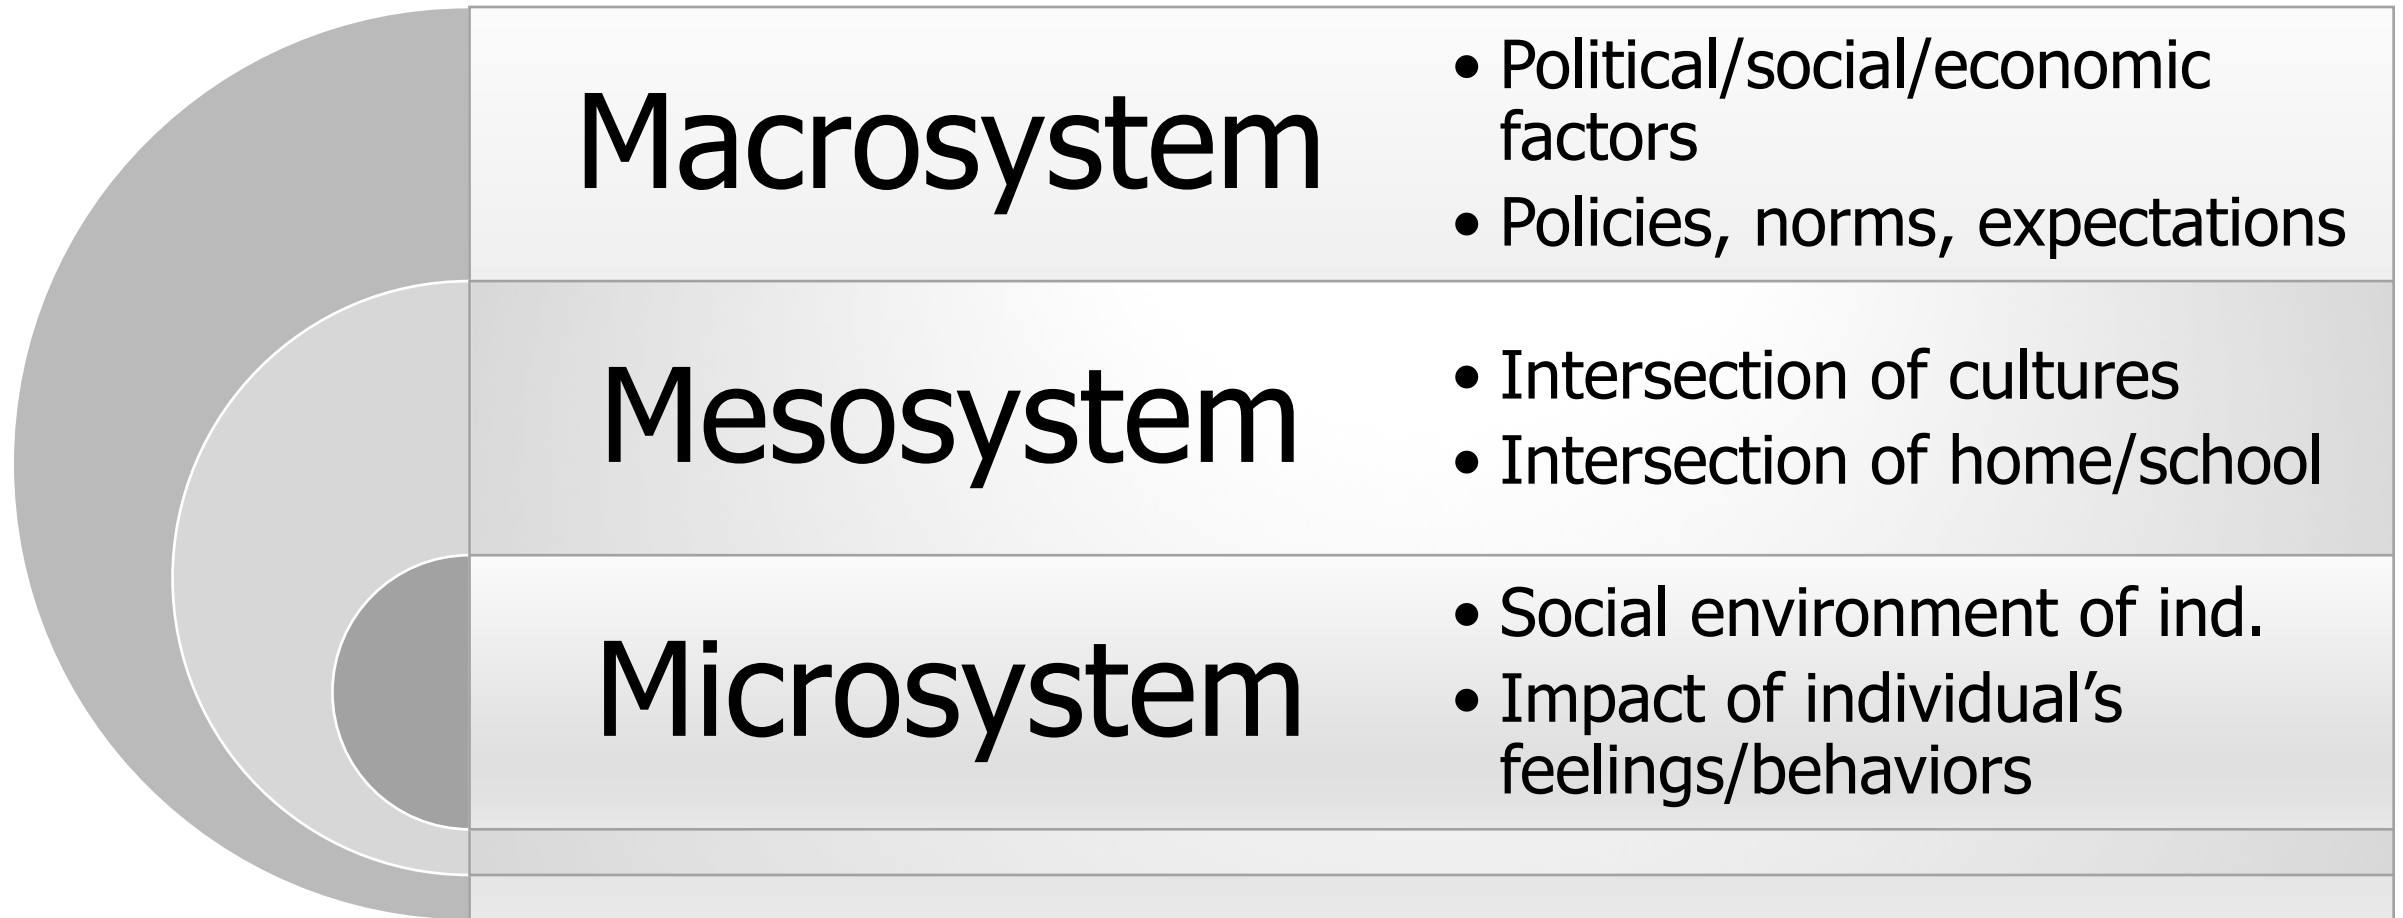 Macrosystem
• Political/social/economic
factors
• Policies, norms, expectations
Mesosystem
• Intersection of cultures
• Intersection of home/school
Microsystem
• Social environment of ind.
• Impact of individual’s
feelings/behaviors